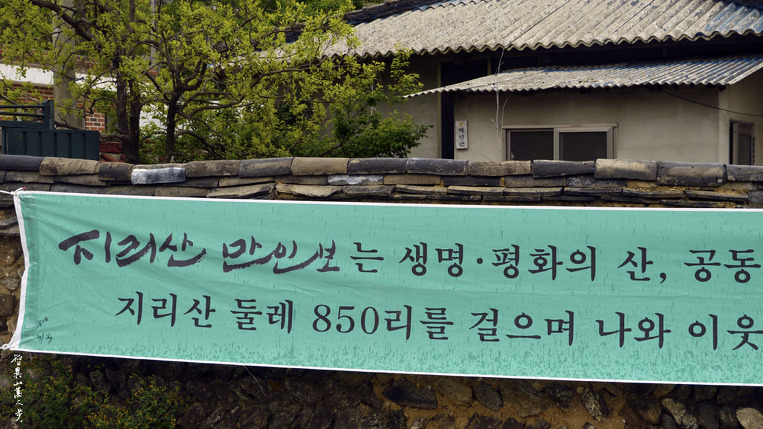 지리산 만인보는 생명·평화의 산, 공동
지리산 둘레 850리를 걸으며 나와 이웃